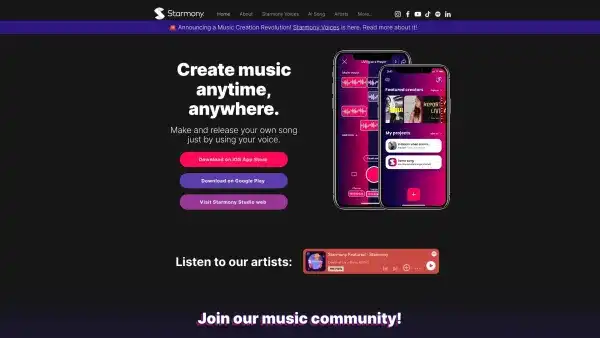 Starmony
Home About Starmony Voices AI Song Artists More...
🚨 Announcing a Music Creation Revolution! Starmony Voices is here. Read more about it!
Create music
anytime,
anywhere.
Make and release your own song
just by using your voice.
Download on iOS App Store
Download on Google Play
Visit Starmony Studio web
Featured creators
My projects
Listen to our artists:
Starmony Featured - Starmony
Join our music community!